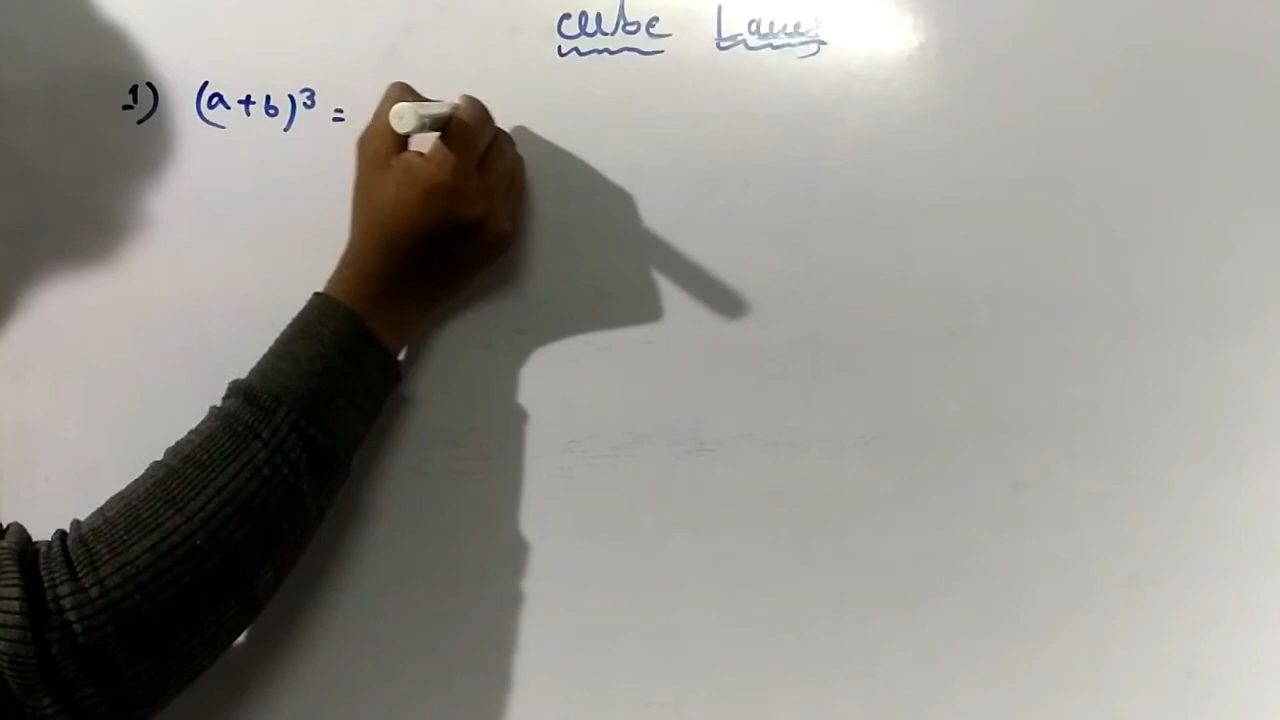 cube Laws
1) (a+b)³ =